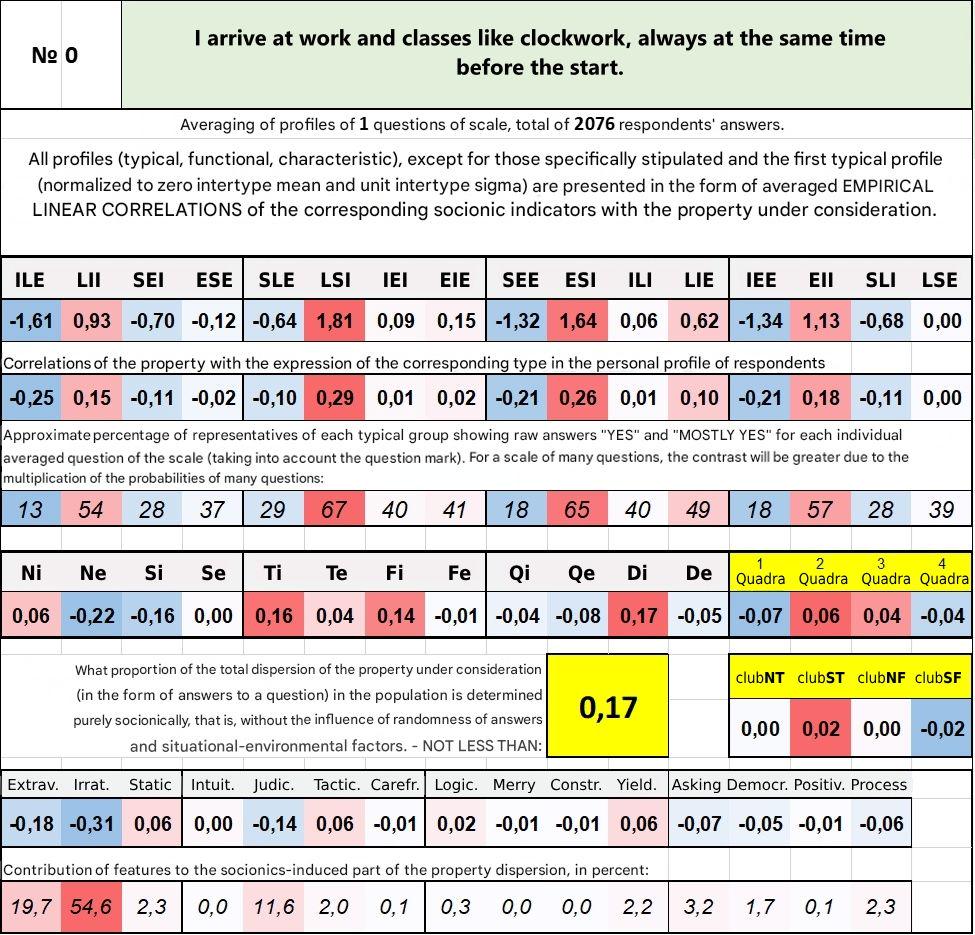 № 0
I arrive at work and classes like clockwork, always at the same time
before the start.
Averaging of profiles of 1 questions of scale, total of 2076 respondents' answers.
All profiles (typical, functional, characteristic), except for those specifically stipulated and the first typical profile
(normalized to zero intertype mean and unit intertype sigma) are presented in the form of averaged EMPIRICAL
LINEAR CORRELATIONS of the corresponding socionic indicators with the property under consideration.
ILE LII SEI ESE SLE LSI IEI EIE SEE ESI ILI LIE IEE EII SLI LSE
-1,61 0,93 -0,70 -0,12 -0,64 1,81 0,09 0,15 -1,32 1,64 0,06 0,62 -1,34 1,13 -0,68 0,00
Correlations of the property with the expression of the corresponding type in the personal profile of respondents
-0,25 0,15 -0,11 -0,02 -0,10 0,29 0,01 0,02 -0,21 0,26 0,01 0,10 -0,21 0,18 -0,11 0,00
Approximate percentage of representatives of each typical group showing raw answers "YES" and "MOSTLY YES" for each individual
averaged question of the scale (taking into account the question mark). For a scale of many questions, the contrast will be greater due to the
multiplication of the probabilities of many questions:
13 54 28 37 29 67 40 41 18 65 40 49 18 57 28 39
Ni Ne Si Se Ti Te Fi Fe Qi Qe Di De 1 Quadra 2 Quadra 3 Quadra 4 Quadra
0,06 -0,22 -0,16 0,00 0,16 0,04 0,14 -0,01 -0,04 -0,08 0,17 -0,05 -0,07 0,06 0,04 -0,04
What proportion of the total dispersion of the property under consideration
(in the form of answers to a question) in the population is determined
purely socionically, that is, without the influence of randomness of answers
and situational-environmental factors. - NOT LESS THAN:
0,17
clubNT clubST clubNF clubSF
0,00 0,02 0,00 -0,02
Extrav. Irrat. Static Intuit. Judic. Tactic. Carefr. Logic. Merry Constr. Yield. Asking Democr. Positiv. Process
-0,18 -0,31 0,06 0,00 -0,14 0,06 -0,01 0,02 -0,01 -0,01 0,06 -0,07 -0,05 -0,01 -0,06
Contribution of features to the socionics-induced part of the property dispersion, in percent:
19,7 54,6 2,3 0,0 11,6 2,0 0,1 0,3 0,0 0,0 2,2 3,2 1,7 0,1 2,3